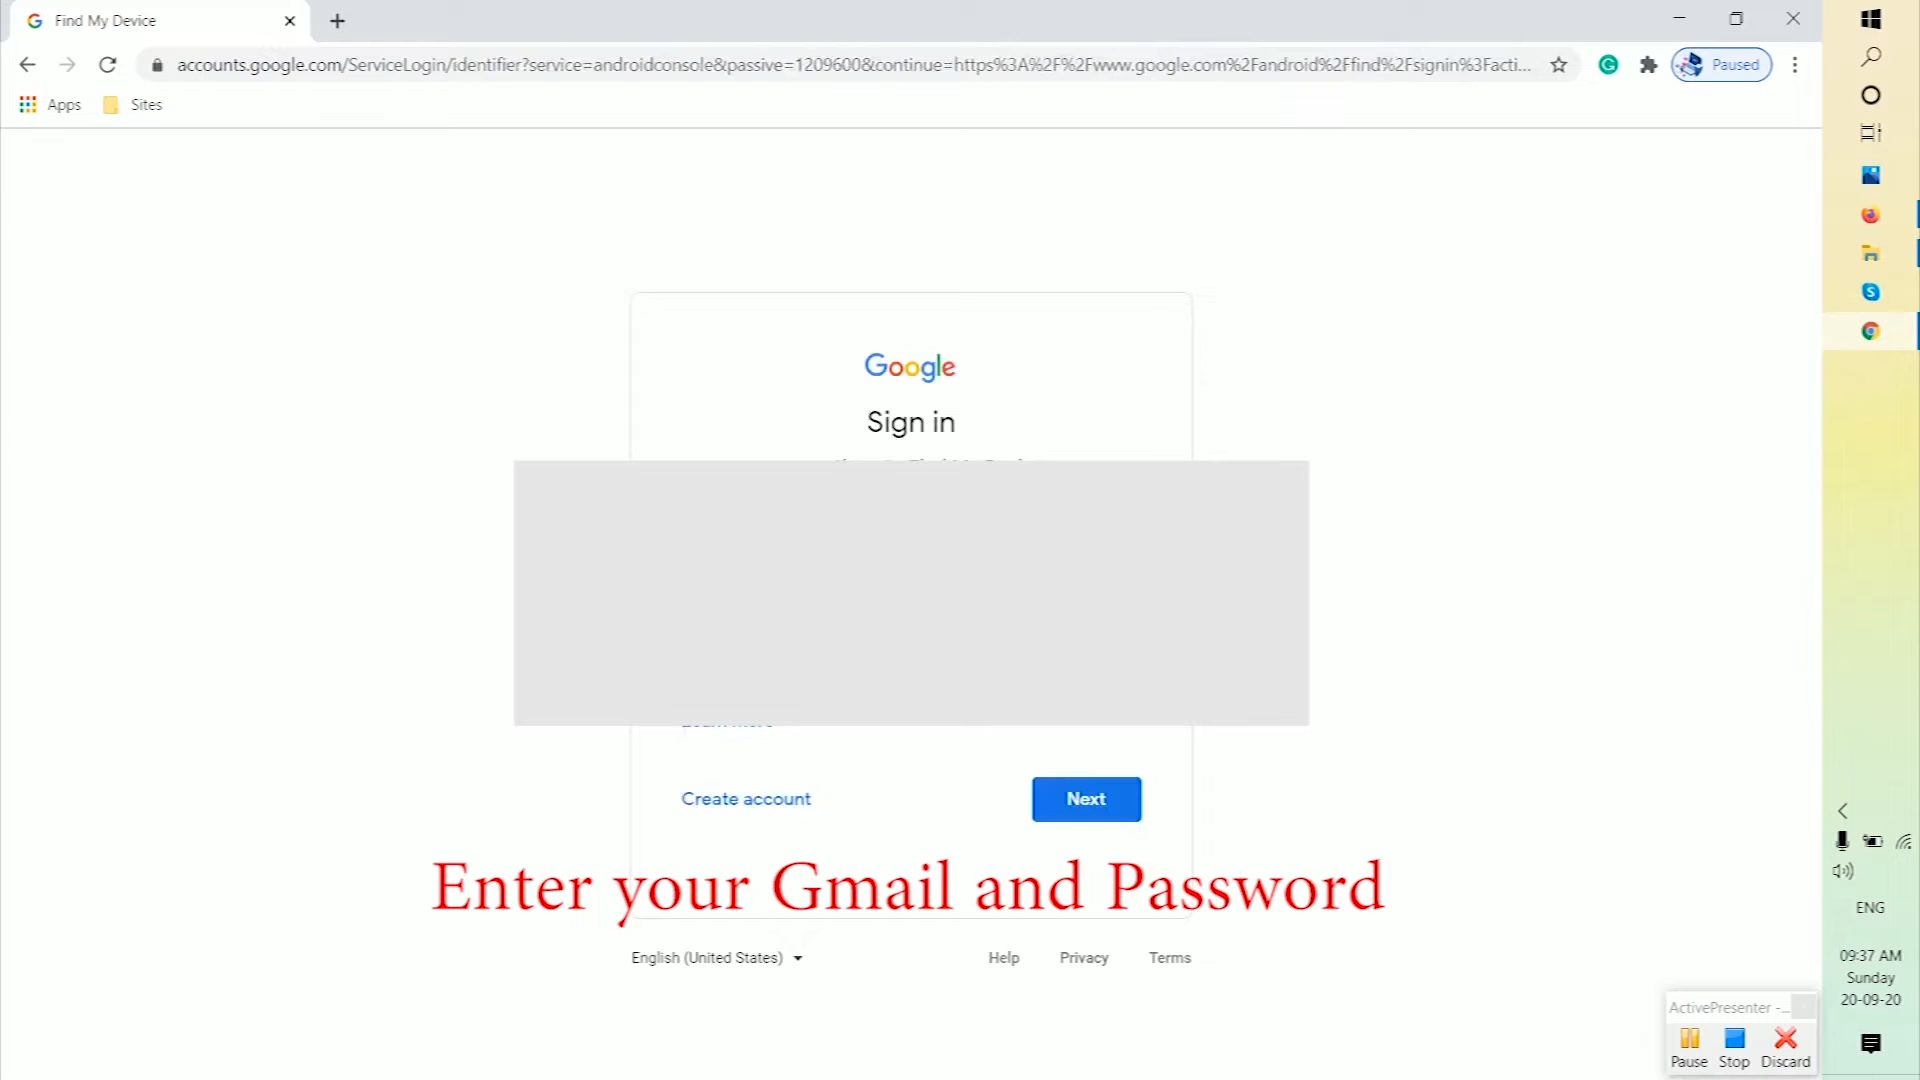 Find My Device
accounts.google.com/ServiceLogin/identifier?service=androidconsole&passive=1209600&continue=https%3A%2F%2Fwww.google.com%2Fandroid%2Ffind%2Fsignin%3Facti...
Paused
Apps
Sites
Google
Sign in
Create account
Next
Enter your Gmail and Password
English (United States)
Help
Privacy
Terms
ENG
09:37 AM
Sunday
20-09-20
ActivePresenter -...
Pause
Stop
Discard